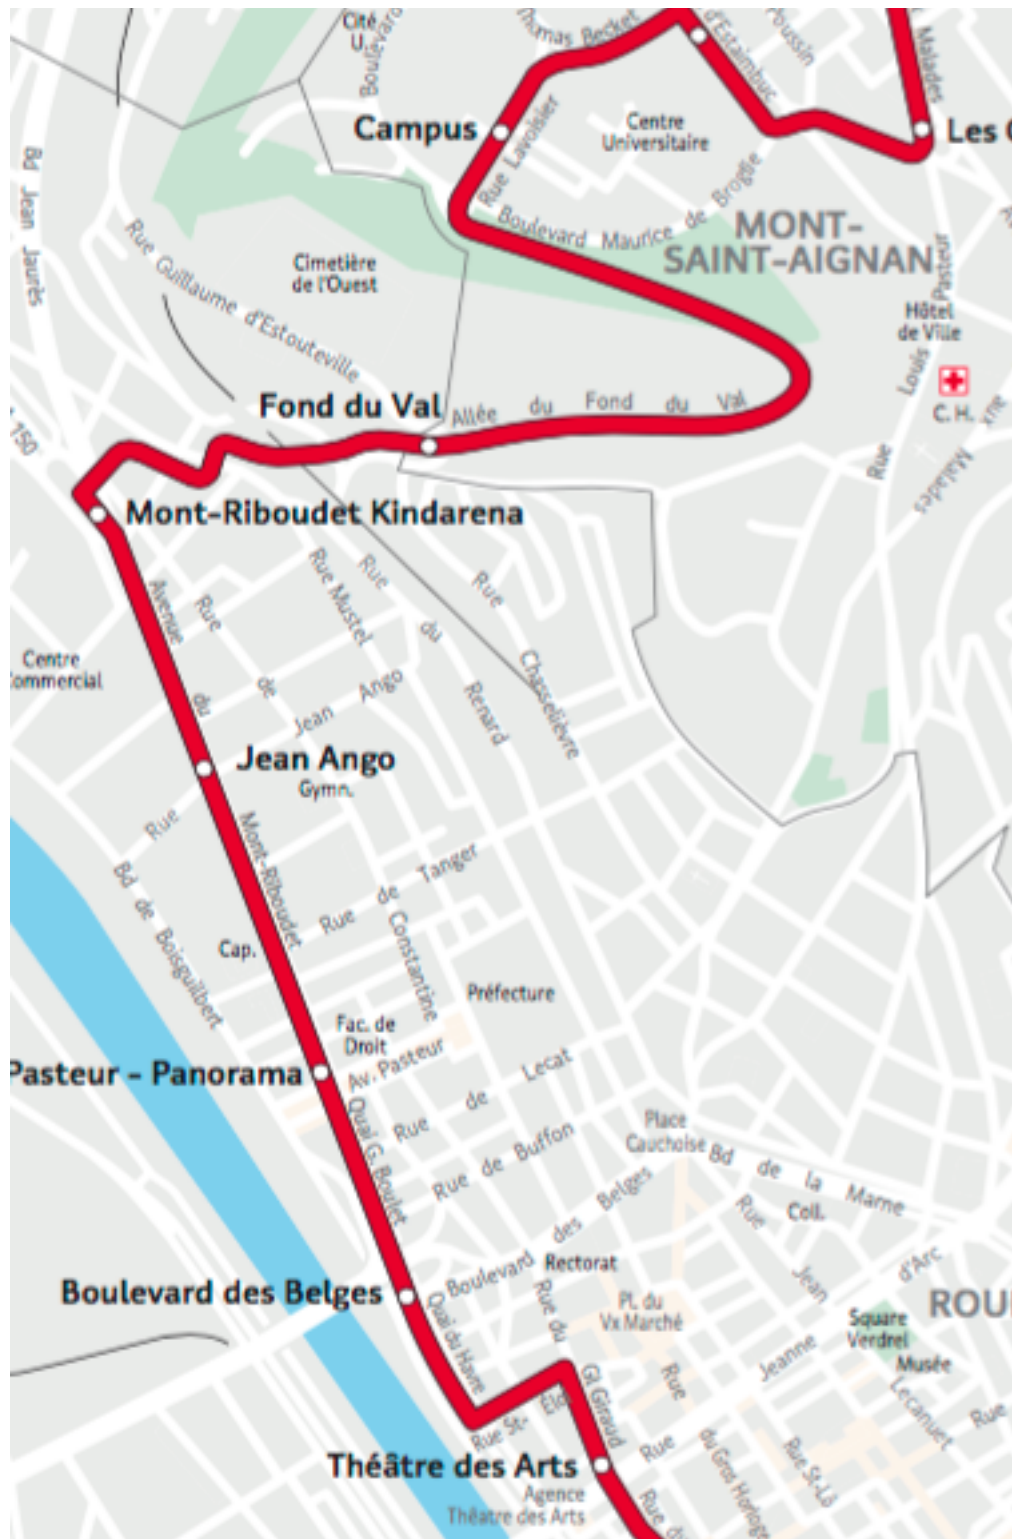 Cité
U.
Boulevard
Thomas Becket
d'Estaimbuc
Poussin
Malades
Campus
Rue Lavoisier
Centre
Universitaire
Les
Bd Jean Jaurès
Boulevard Maurice de Broglie
MONT-
SAINT-AIGNAN
Rue Guillaume d'Estouteville
Cimetière
de l'Ouest
Hôtel
de Ville
Rue Louis Pasteur
C. H.
aux Malades
Fond du Val
Allée du Fond du Val
150
Mont-Riboudet Kindarena
Avenue du Mont-Riboudet
Rue de Constantine
Rue Mustel
Rue du Renard
Rue Chasselièvre
Centre
Commercial
Rue Jean Ango
Jean Ango
Gymn.
Bd de Boisguilbert
Rue de Tanger
Cap.
Préfecture
Fac. de
Droit
Pasteur - Panorama
Av. Pasteur
Quai G. Boulet
Rue de Lecat
Rue de Buffon
Place
Cauchoise
Bd de la Marne
Boulevard des Belges
Coll.
Rue Jean
Rectorat
Boulevard des Belges
Quai du Havre
Rue du Gl Giraud
Pl. du
Vx Marché
Rue Jeanne d'Arc
Square
Verdrel
Musée
ROU
Lecanuet
Rue
Rue St-Eloi
Rue du Gros Horloge
Rue St-Lô
Théâtre des Arts
Agence
Théatre des Arts
Rue